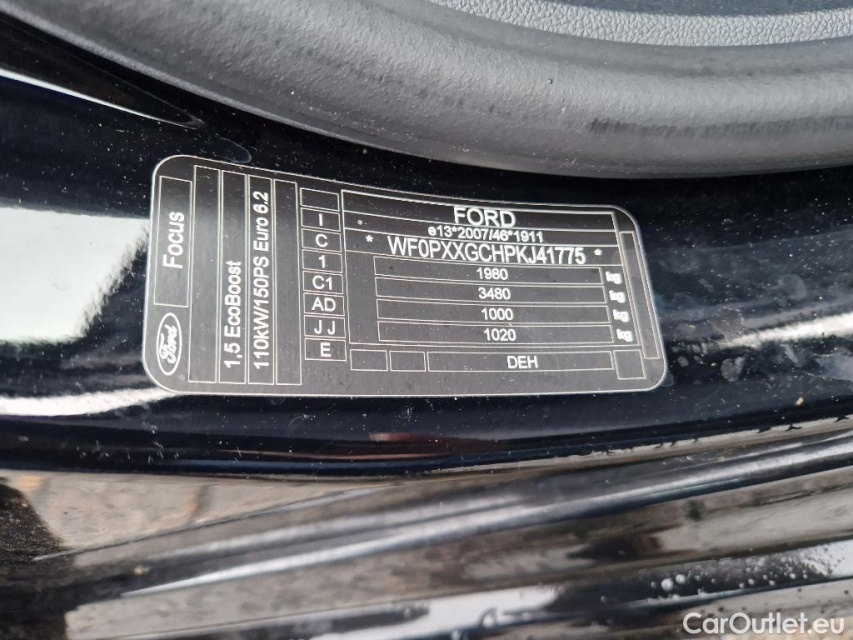 Focus
Ford
1,5 EcoBoost
110kW/150PS Euro 6.2
I
C
1
C1
AD
JJ
E
FORD
e13*2007/46*1911
* WF0PXXGCHPKJ41775 *
1980 kg
3480 kg
1000 kg
1020 kg
DEH
CarOutlet.eu